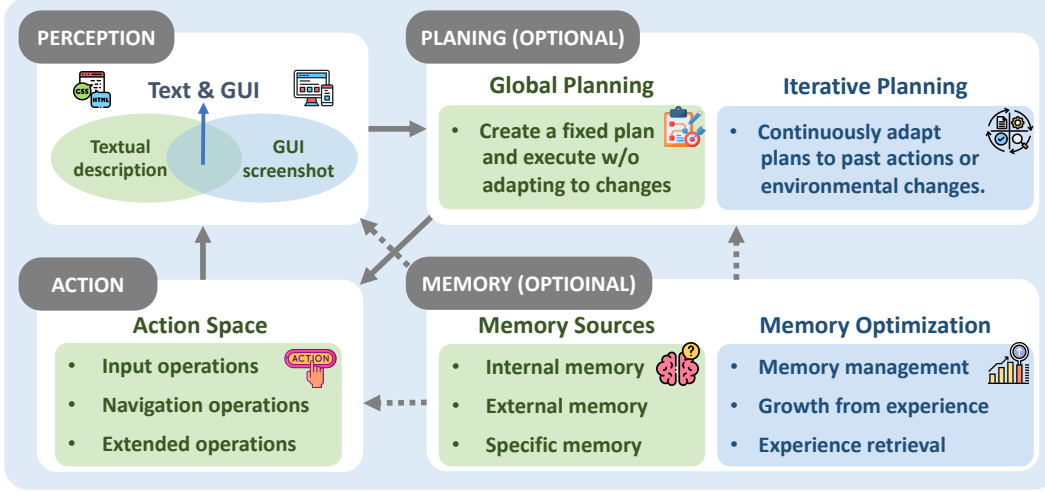 PERCEPTION
CSS
HTML
Text & GUI
Textual
description
GUI
screenshot
PLANING (OPTIONAL)
Global Planning
• Create a fixed plan
and execute w/o
adapting to changes
Iterative Planning
• Continuously adapt
plans to past actions or
environmental changes.
ACTION
Action Space
ACTION
• Input operations
• Navigation operations
• Extended operations
MEMORY (OPTIOINAL)
Memory Sources
?
• Internal memory
• External memory
• Specific memory
Memory Optimization
• Memory management
• Growth from experience
• Experience retrieval